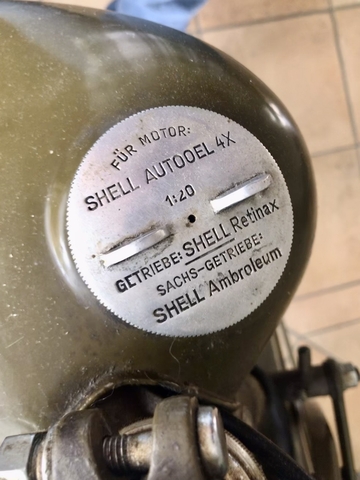 FÜR MOTOR:
SHELL AUTOOEL 4X
1:20
GETRIEBE: SHELL Retinax
SACHS-GETRIEBE:
SHELL Ambroleum